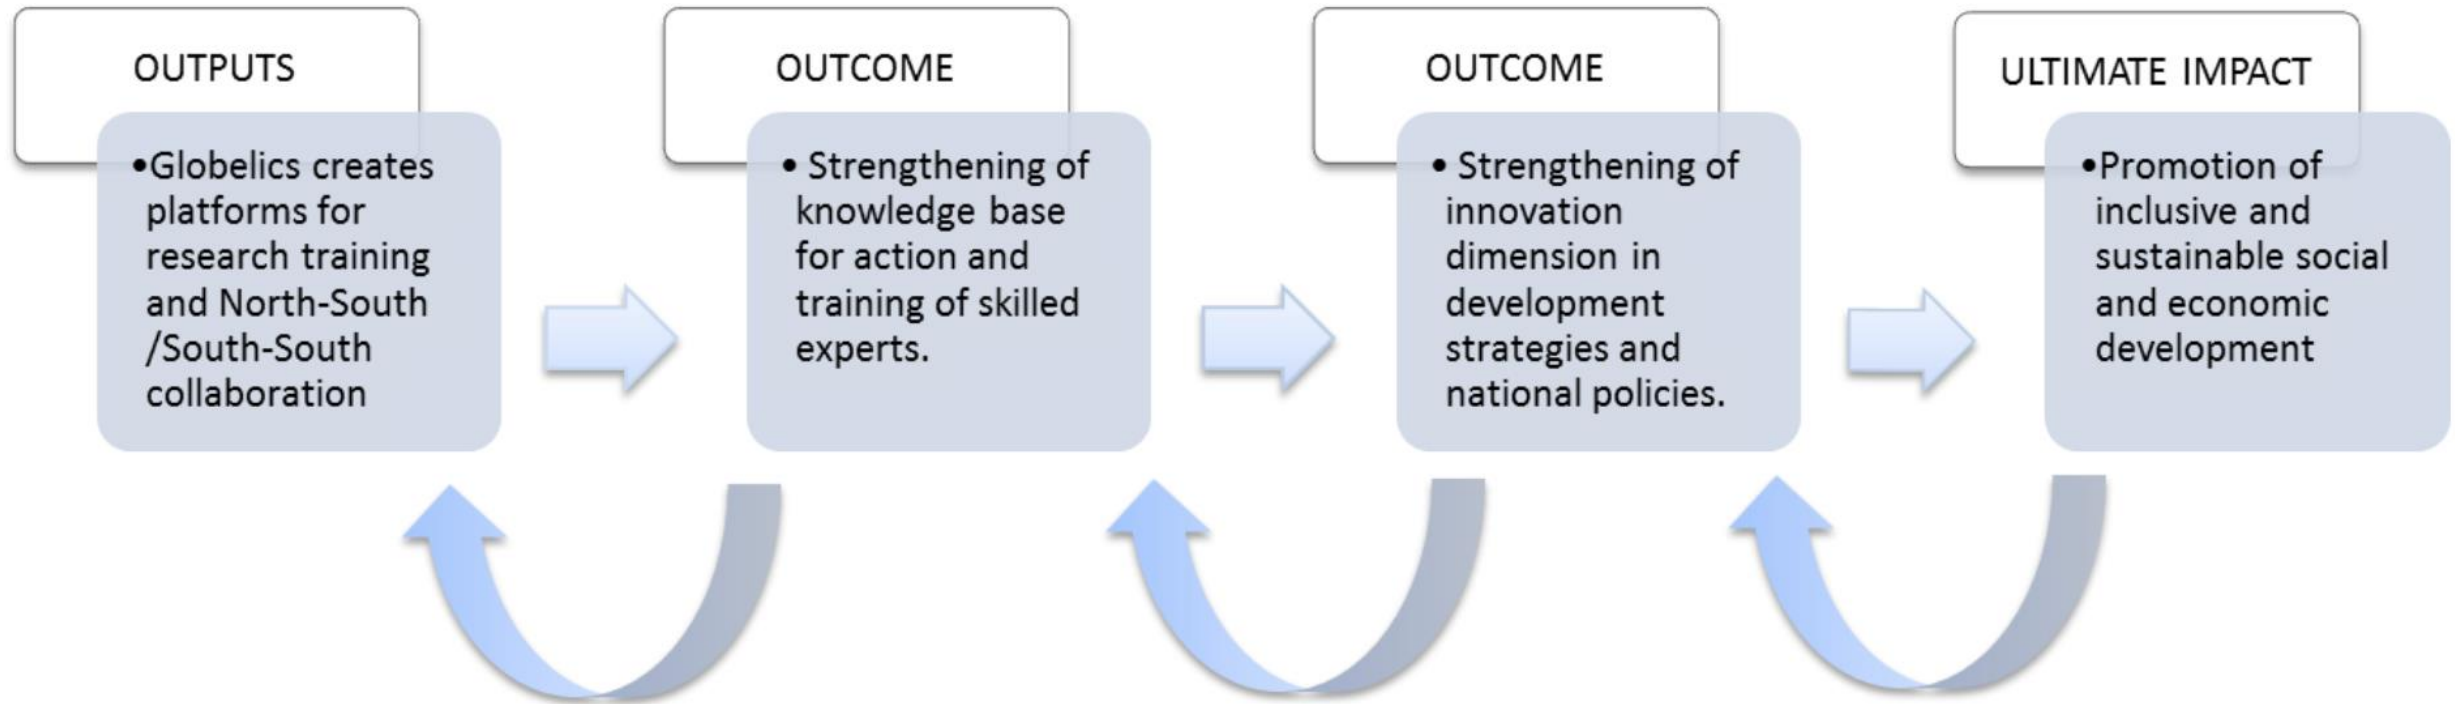 OUTPUTS
•Globelics creates
platforms for
research training
and North-South
/South-South
collaboration
OUTCOME
• Strengthening of
knowledge base
for action and
training of skilled
experts.
OUTCOME
• Strengthening of
innovation
dimension in
development
strategies and
national policies.
ULTIMATE IMPACT
•Promotion of
inclusive and
sustainable social
and economic
development